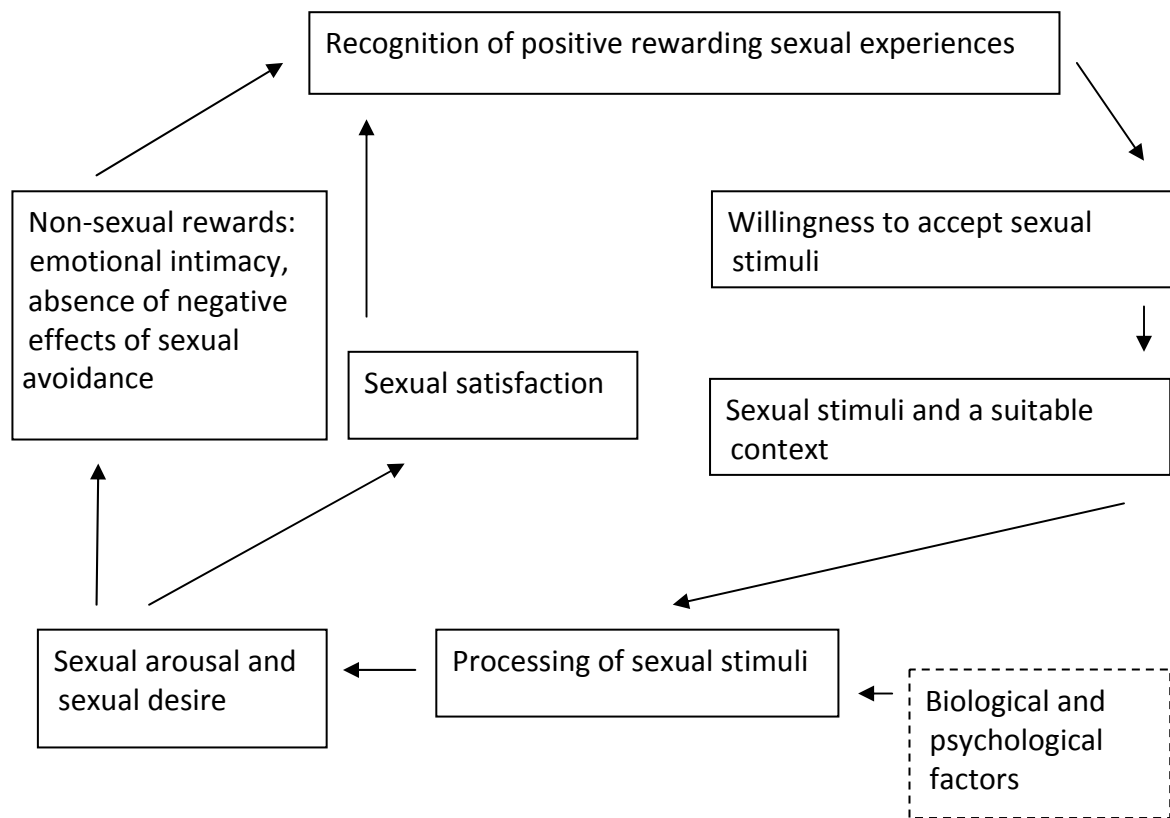 Recognition of positive rewarding sexual experiences
Non-sexual rewards:
emotional intimacy,
absence of negative
effects of sexual
avoidance
Willingness to accept sexual
stimuli
Sexual satisfaction
Sexual stimuli and a suitable
context
Sexual arousal and
sexual desire
Processing of sexual stimuli
Biological and
psychological
factors